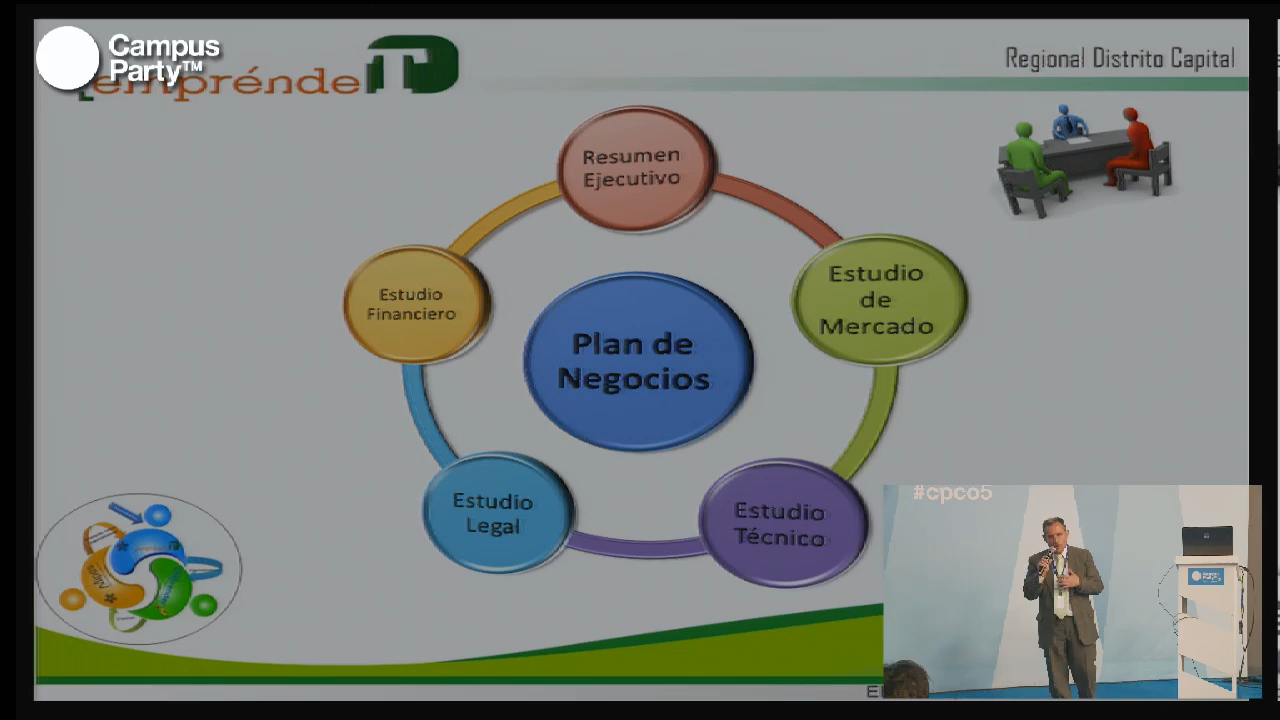 Campus
Party™
empréndeTD
Regional Distrito Capital
Resumen
Ejecutivo
Estudio
de
Mercado
Estudio
Financiero
Plan de
Negocios
Estudio
Legal
Estudio
Técnico
#cpco5